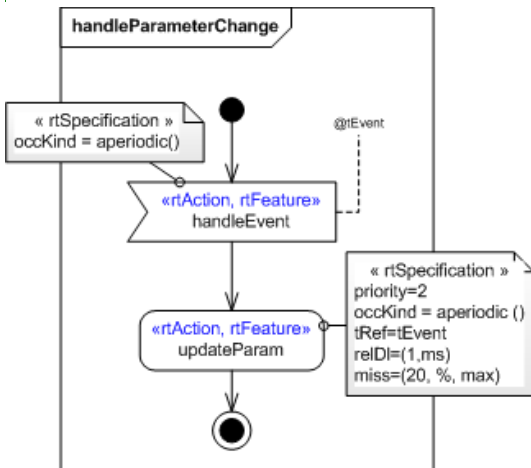 handleParameterChange
« rtSpecification »
occKind = aperiodic()
@tEvent
«rtAction, rtFeature»
handleEvent
« rtSpecification »
priority=2
occKind = aperiodic ()
tRef=tEvent
relDl=(1,ms)
miss=(20, %, max)
«rtAction, rtFeature»
updateParam